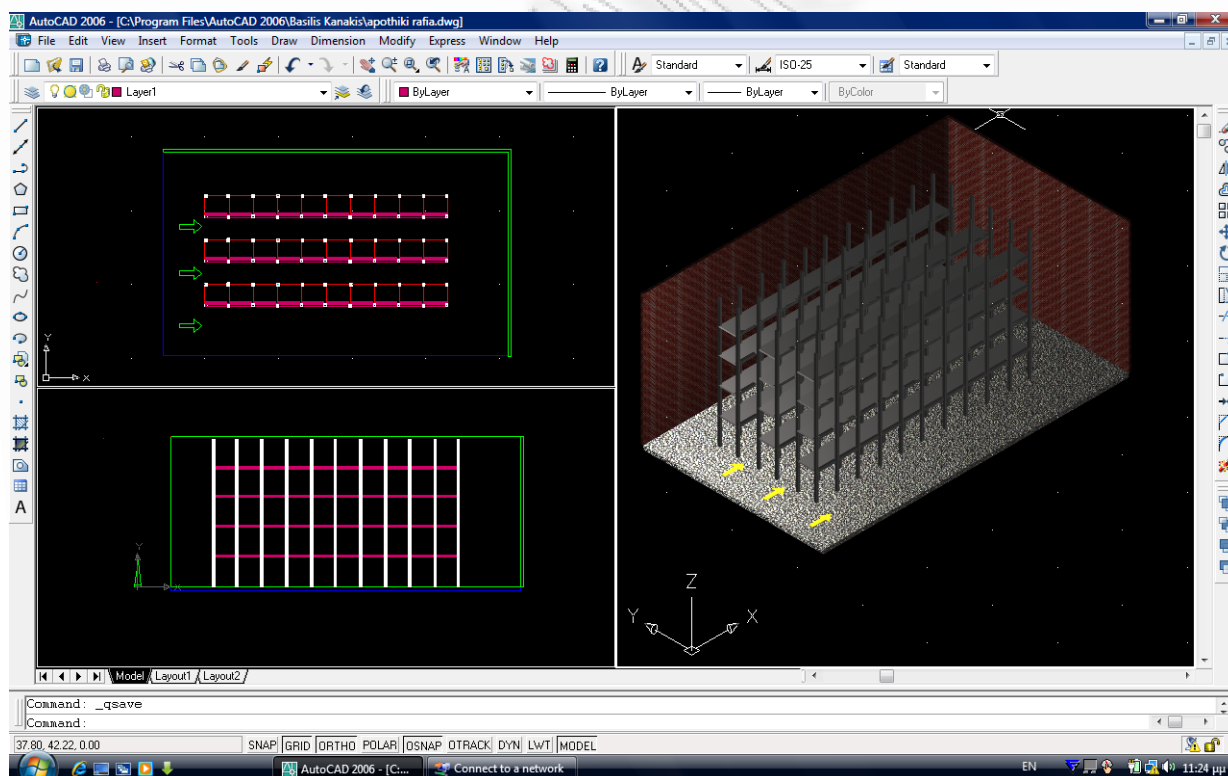 AutoCAD 2006 - [C:\Program Files\AutoCAD 2006\Basilis Kanakis\apothiki rafia.dwg]
File Edit View Insert Format Tools Draw Dimension Modify Express Window Help
Standard ISO-25 Standard
Layer1 ByLayer ByLayer ByLayer ByColor
Y
X
Y
X
Z
Y X
Model Layout1 Layout2
Command: _qsave
Command:
37.80, 42.22, 0.00 SNAP GRID ORTHO POLAR OSNAP OTRACK DYN LWT MODEL
AutoCAD 2006 - [C:... Connect to a network EN 11:24 μμ